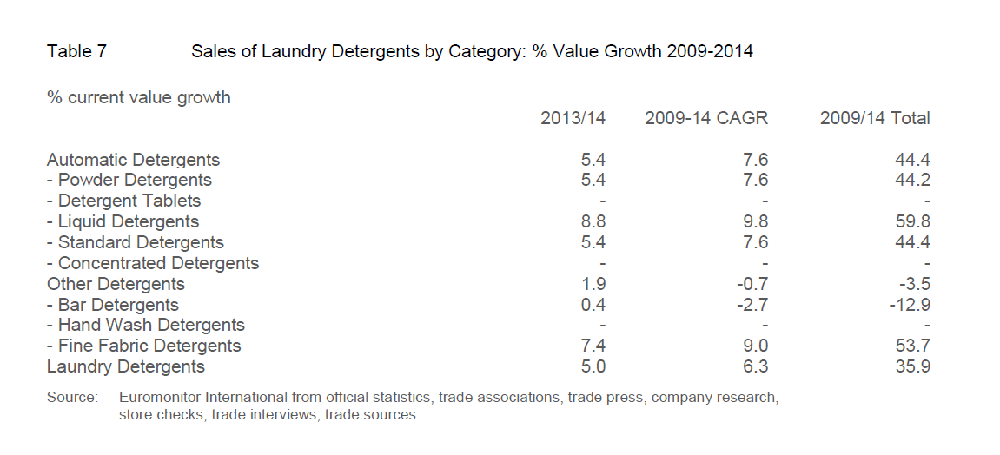 Table 7 Sales of Laundry Detergents by Category: % Value Growth 2009-2014
% current value growth
2013/14 2009-14 CAGR 2009/14 Total
Automatic Detergents 5.4 7.6 44.4
- Powder Detergents 5.4 7.6 44.2
- Detergent Tablets - - -
- Liquid Detergents 8.8 9.8 59.8
- Standard Detergents 5.4 7.6 44.4
- Concentrated Detergents - - -
Other Detergents 1.9 -0.7 -3.5
- Bar Detergents 0.4 -2.7 -12.9
- Hand Wash Detergents - - -
- Fine Fabric Detergents 7.4 9.0 53.7
Laundry Detergents 5.0 6.3 35.9
Source: Euromonitor International from official statistics, trade associations, trade press, company research,
store checks, trade interviews, trade sources